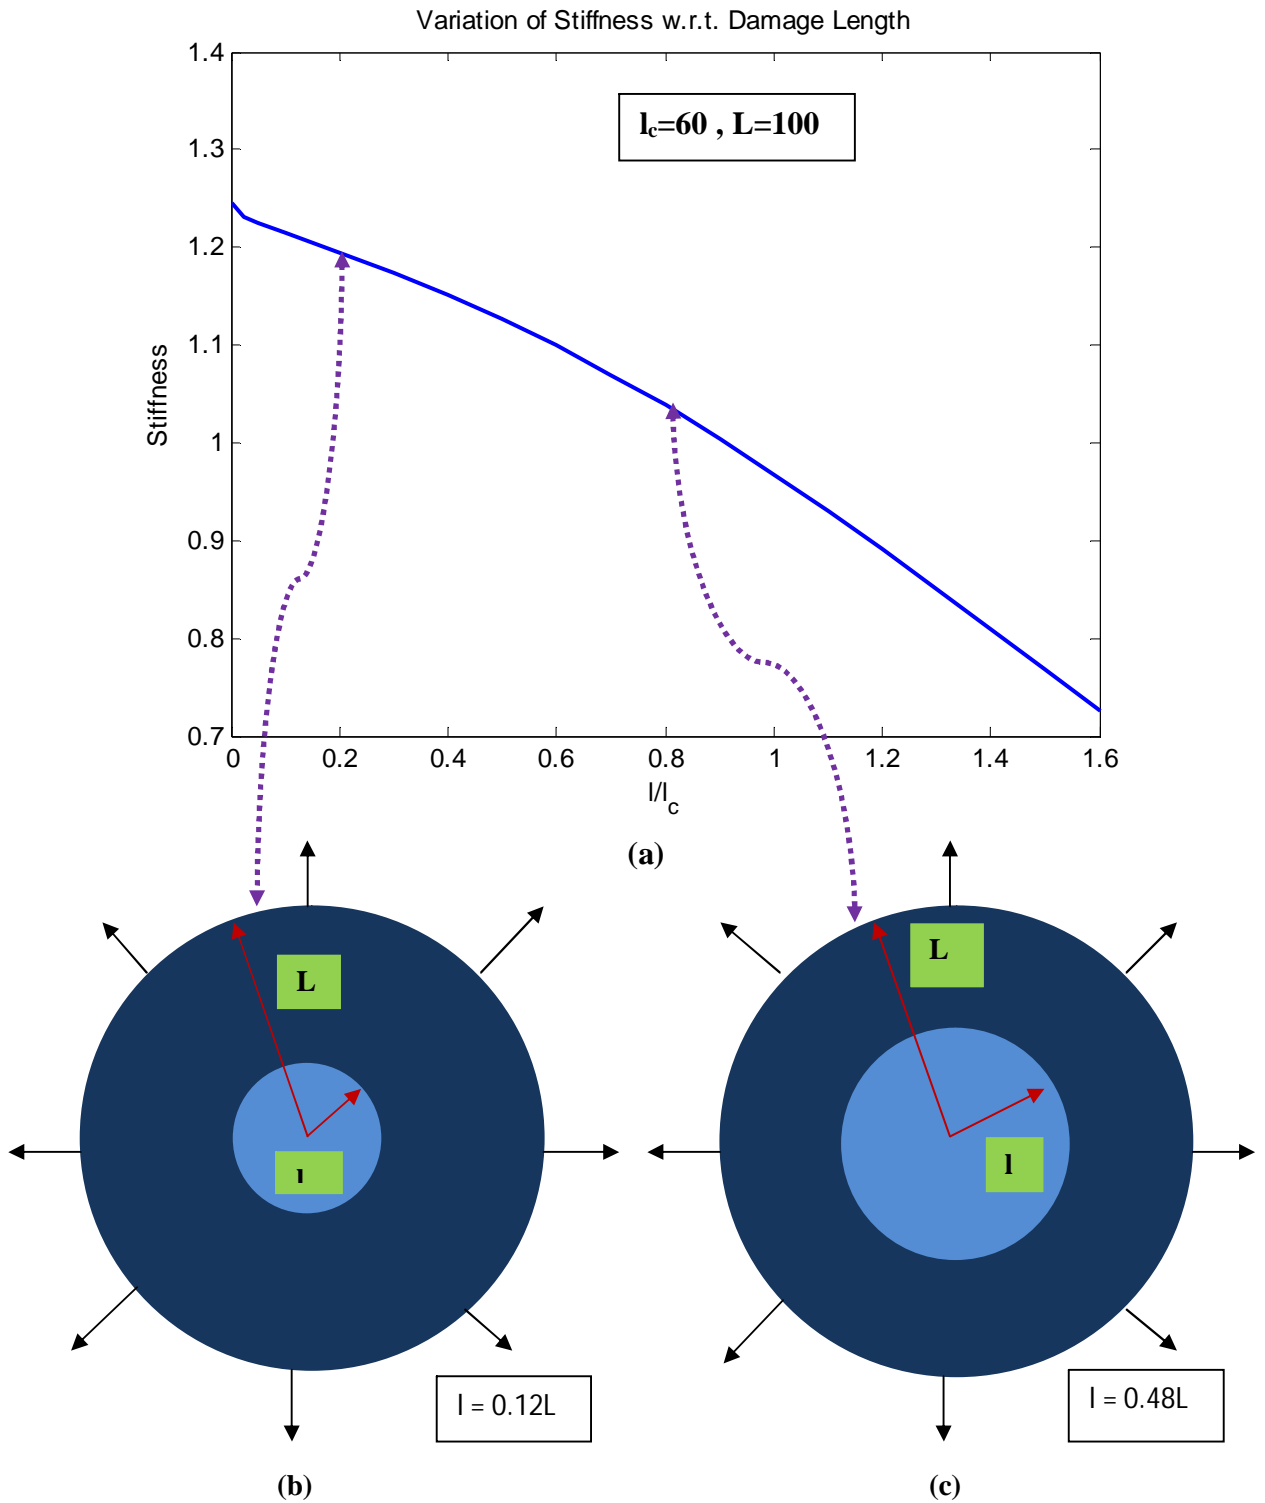 Variation of Stiffness w.r.t. Damage Length
1.4
1.3
1.2
1.1
1
0.9
0.8
0.7
Stiffness
lc=60 , L=100
0 0.2 0.4 0.6 0.8 1 1.2 1.4 1.6
l/lc
(a)
L
l
L
l
l = 0.12L
l = 0.48L
(b)
(c)